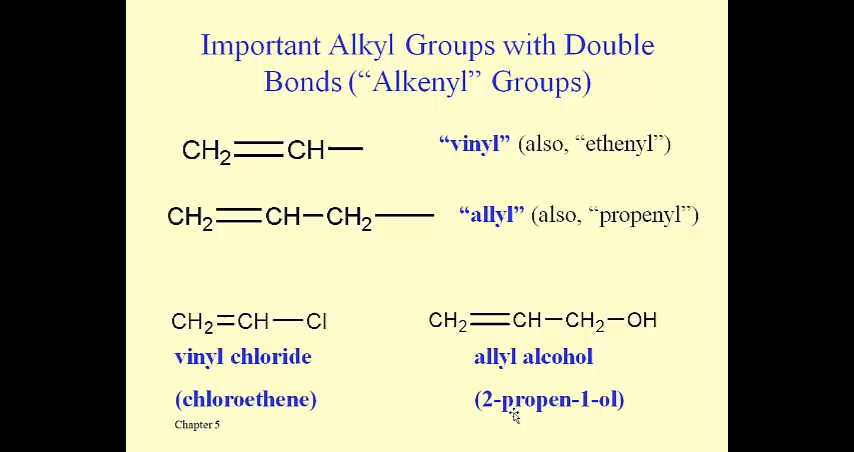 Important Alkyl Groups with Double
Bonds (“Alkenyl” Groups)
CH2=CH— “vinyl” (also, “ethenyl”)
CH2=CH—CH2— “allyl” (also, “propenyl”)
CH2=CH—Cl CH2=CH—CH2—OH
vinyl chloride allyl alcohol
(chloroethene) (2-propen-1-ol)
Chapter 5